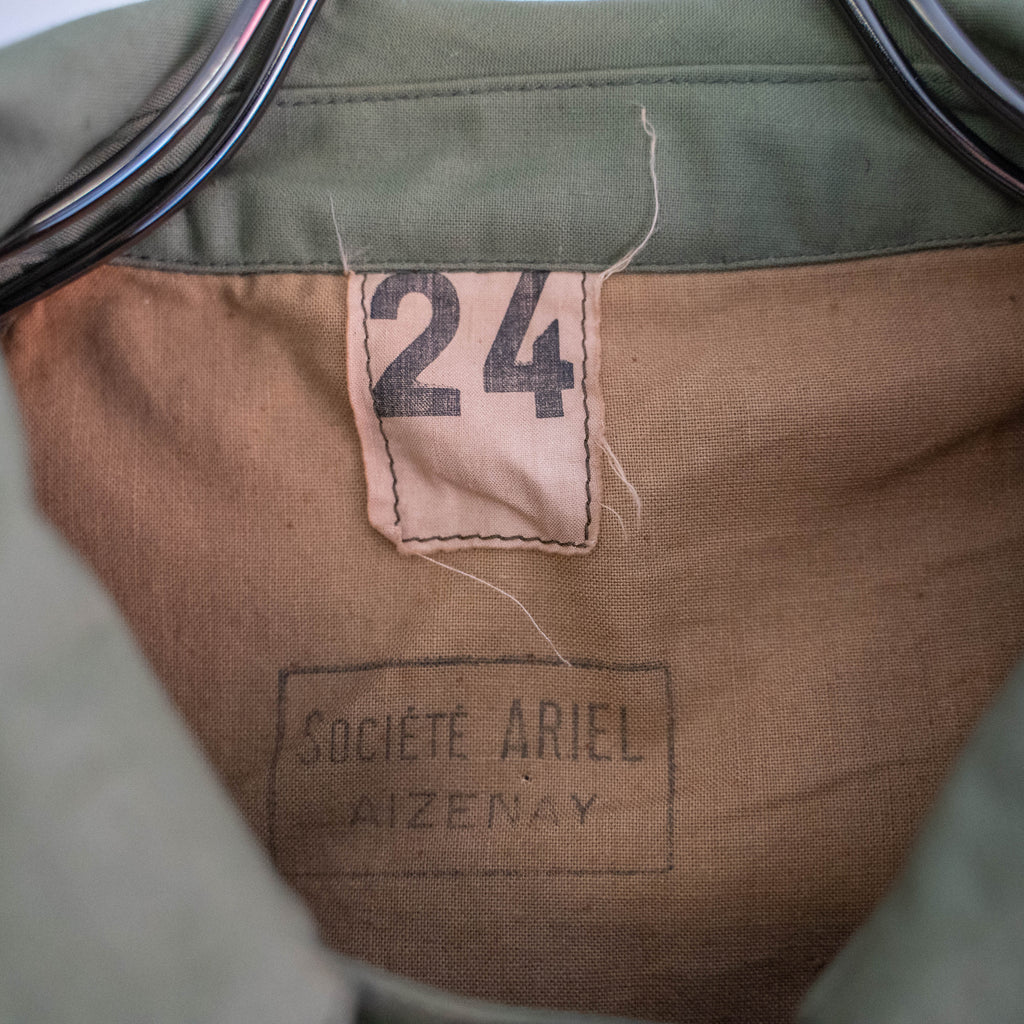 24
SOCIÉTÉ ARIEL
AIZENAY